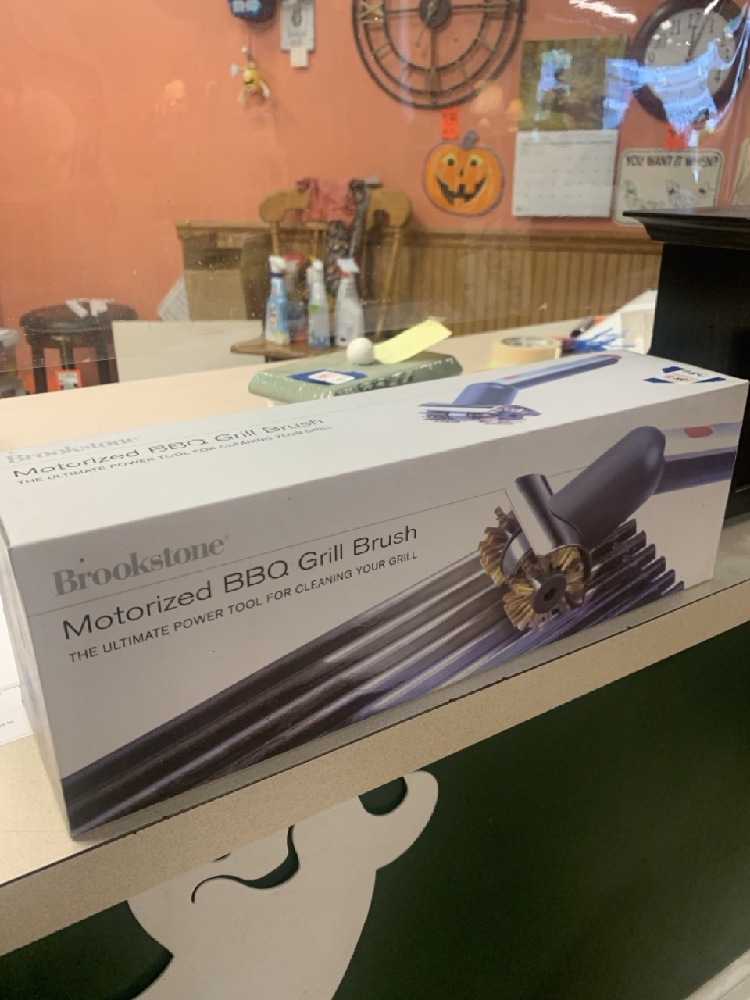 YOU WANT IT WHEN?
Brookstone
Motorized BBQ Grill Brush
THE ULTIMATE POWER TOOL FOR CLEANING YOUR GRILL
Brookstone®
Motorized BBQ Grill Brush
THE ULTIMATE POWER TOOL FOR CLEANING YOUR GRILL